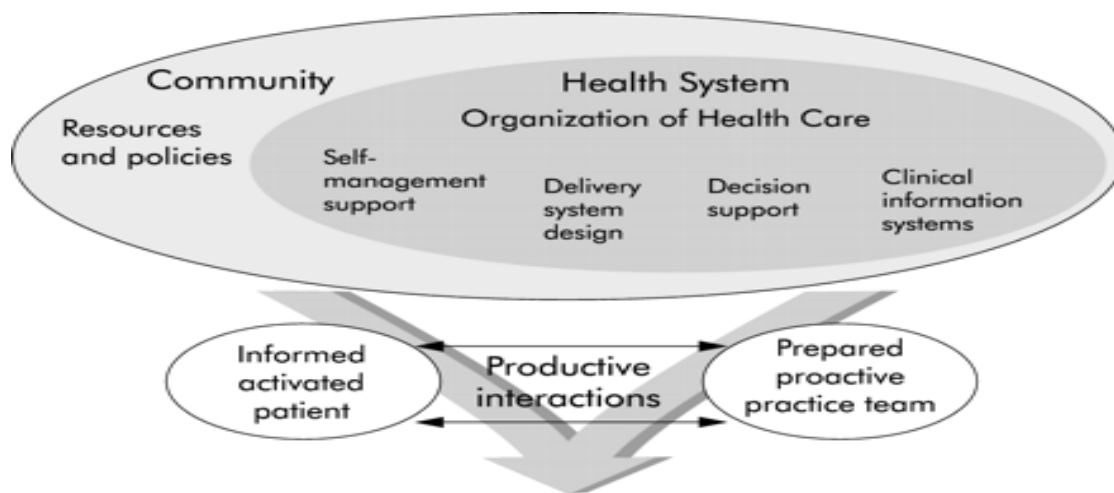 Community
Resources
and policies
Health System
Organization of Health Care
Self-
management
support
Delivery
system
design
Decision
support
Clinical
information
systems
Informed
activated
patient
Productive
interactions
Prepared
proactive
practice team